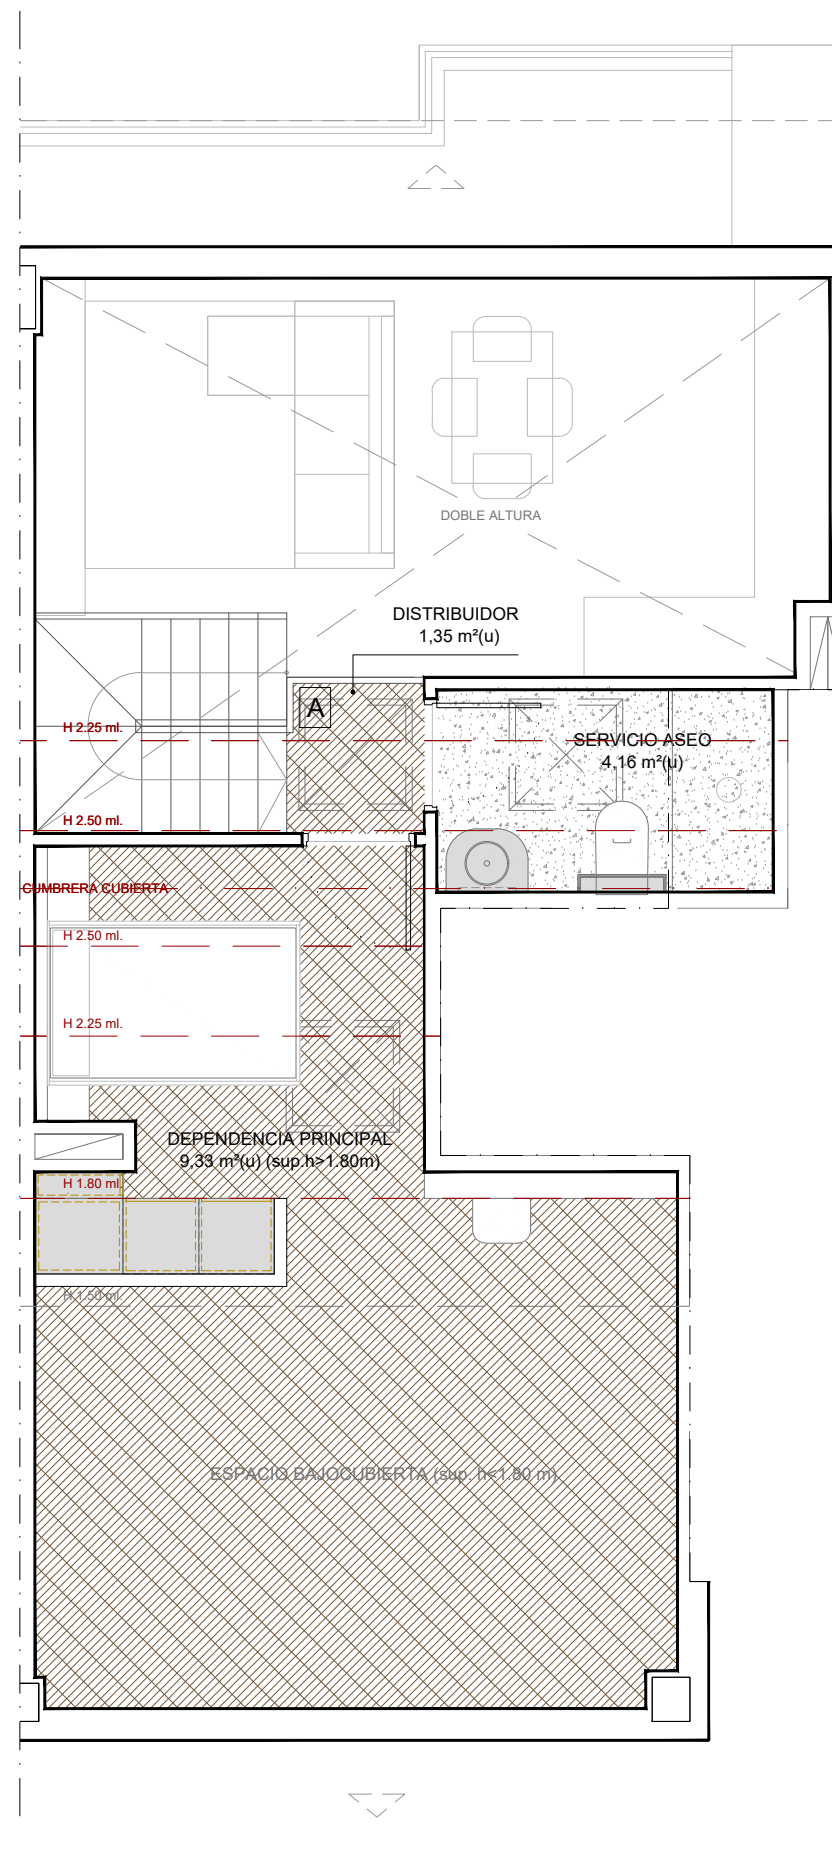 DOBLE ALTURA
DISTRIBUIDOR
1,35 m²(u)
A
H 2.25 ml.
SERVICIO ASEO
4,16 m²(u)
H 2.50 ml.
CUMBRERA CUBIERTA
H 2.50 ml.
H 2.25 ml.
DEPENDENCIA PRINCIPAL
9,33 m²(u) (sup.h>1.80m)
H 1.80 ml.
H 1.50 ml.
ESPACIO BAJOCUBIERTA (sup. h<1.80 m)